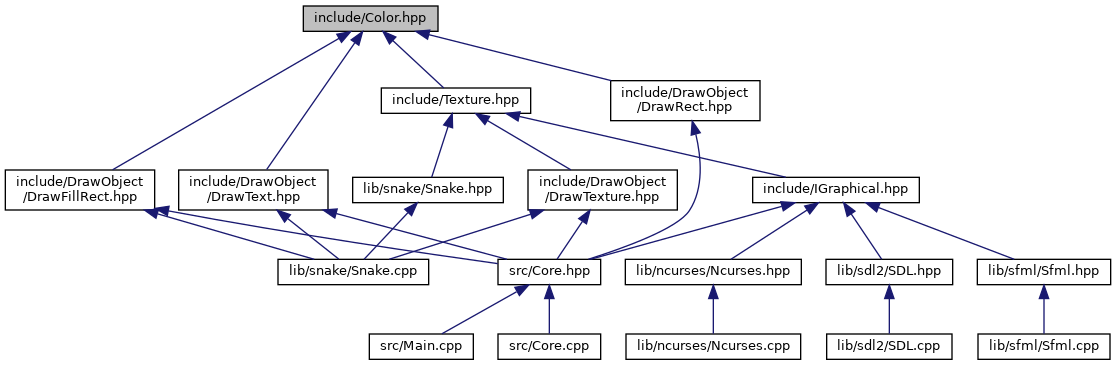 include/Color.hpp
include/DrawObject
/DrawRect.hpp
include/Texture.hpp
include/DrawObject
/DrawFillRect.hpp
include/DrawObject
/DrawText.hpp
lib/snake/Snake.hpp
include/DrawObject
/DrawTexture.hpp
include/IGraphical.hpp
lib/snake/Snake.cpp
src/Core.hpp
lib/ncurses/Ncurses.hpp
lib/sdl2/SDL.hpp
lib/sfml/Sfml.hpp
src/Main.cpp
src/Core.cpp
lib/ncurses/Ncurses.cpp
lib/sdl2/SDL.cpp
lib/sfml/Sfml.cpp